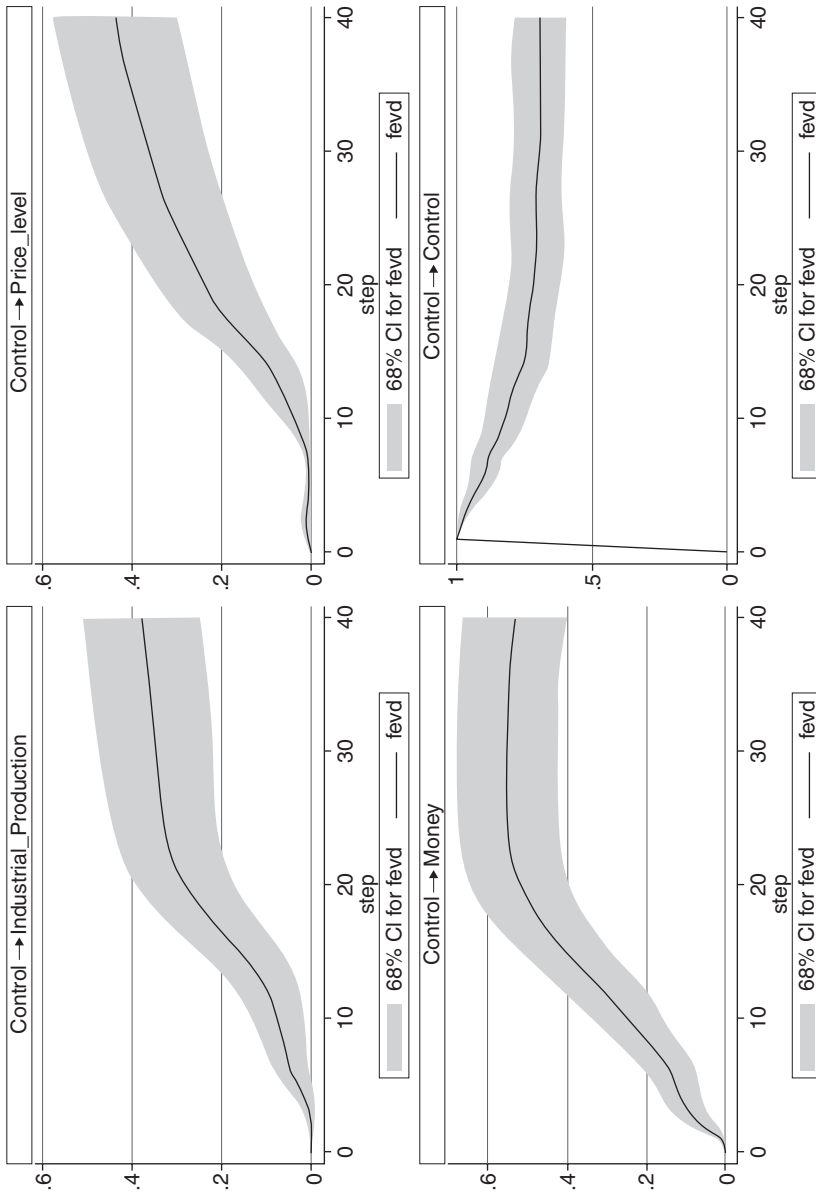 Control → Industrial_Production
.6
.4
.2
0
0 10 20 30 40
step
68% CI for fevd fevd
Control → Price_level
.6
.4
.2
0
0 10 20 30 40
step
68% CI for fevd fevd
Control → Money
.6
.4
.2
0
0 10 20 30 40
step
68% CI for fevd fevd
Control → Control
1
.5
0
0 10 20 30 40
step
68% CI for fevd fevd